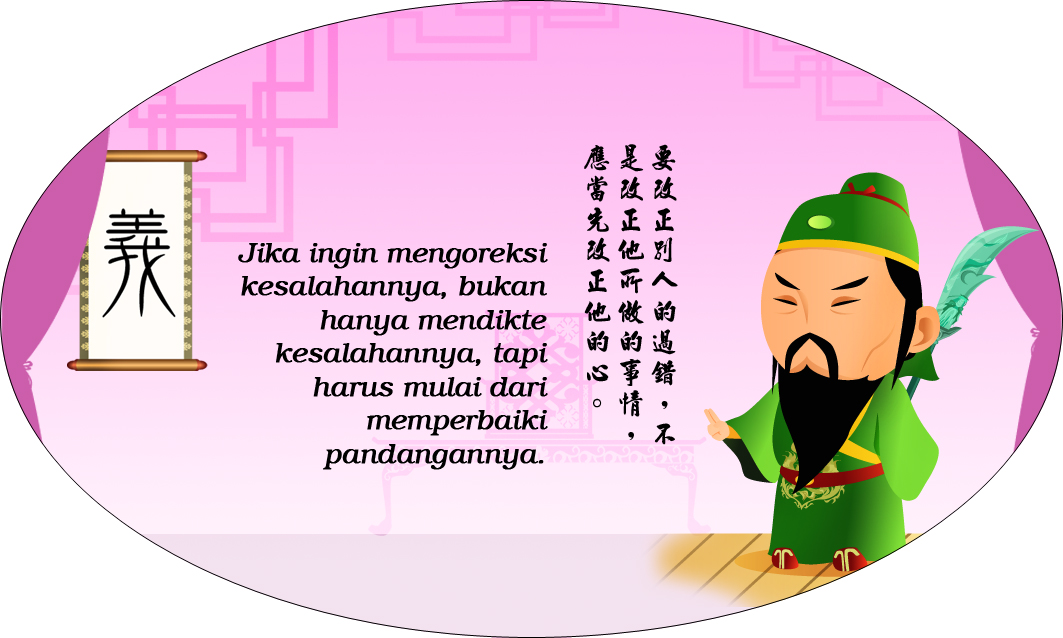 義
Jika ingin mengoreksi
kesalahannya, bukan
hanya mendikte
kesalahannya, tapi
harus mulai dari
memperbaiki
pandangannya.
要改正別人的過錯，不
是改正他所做的事情，
應當先改正他的心。